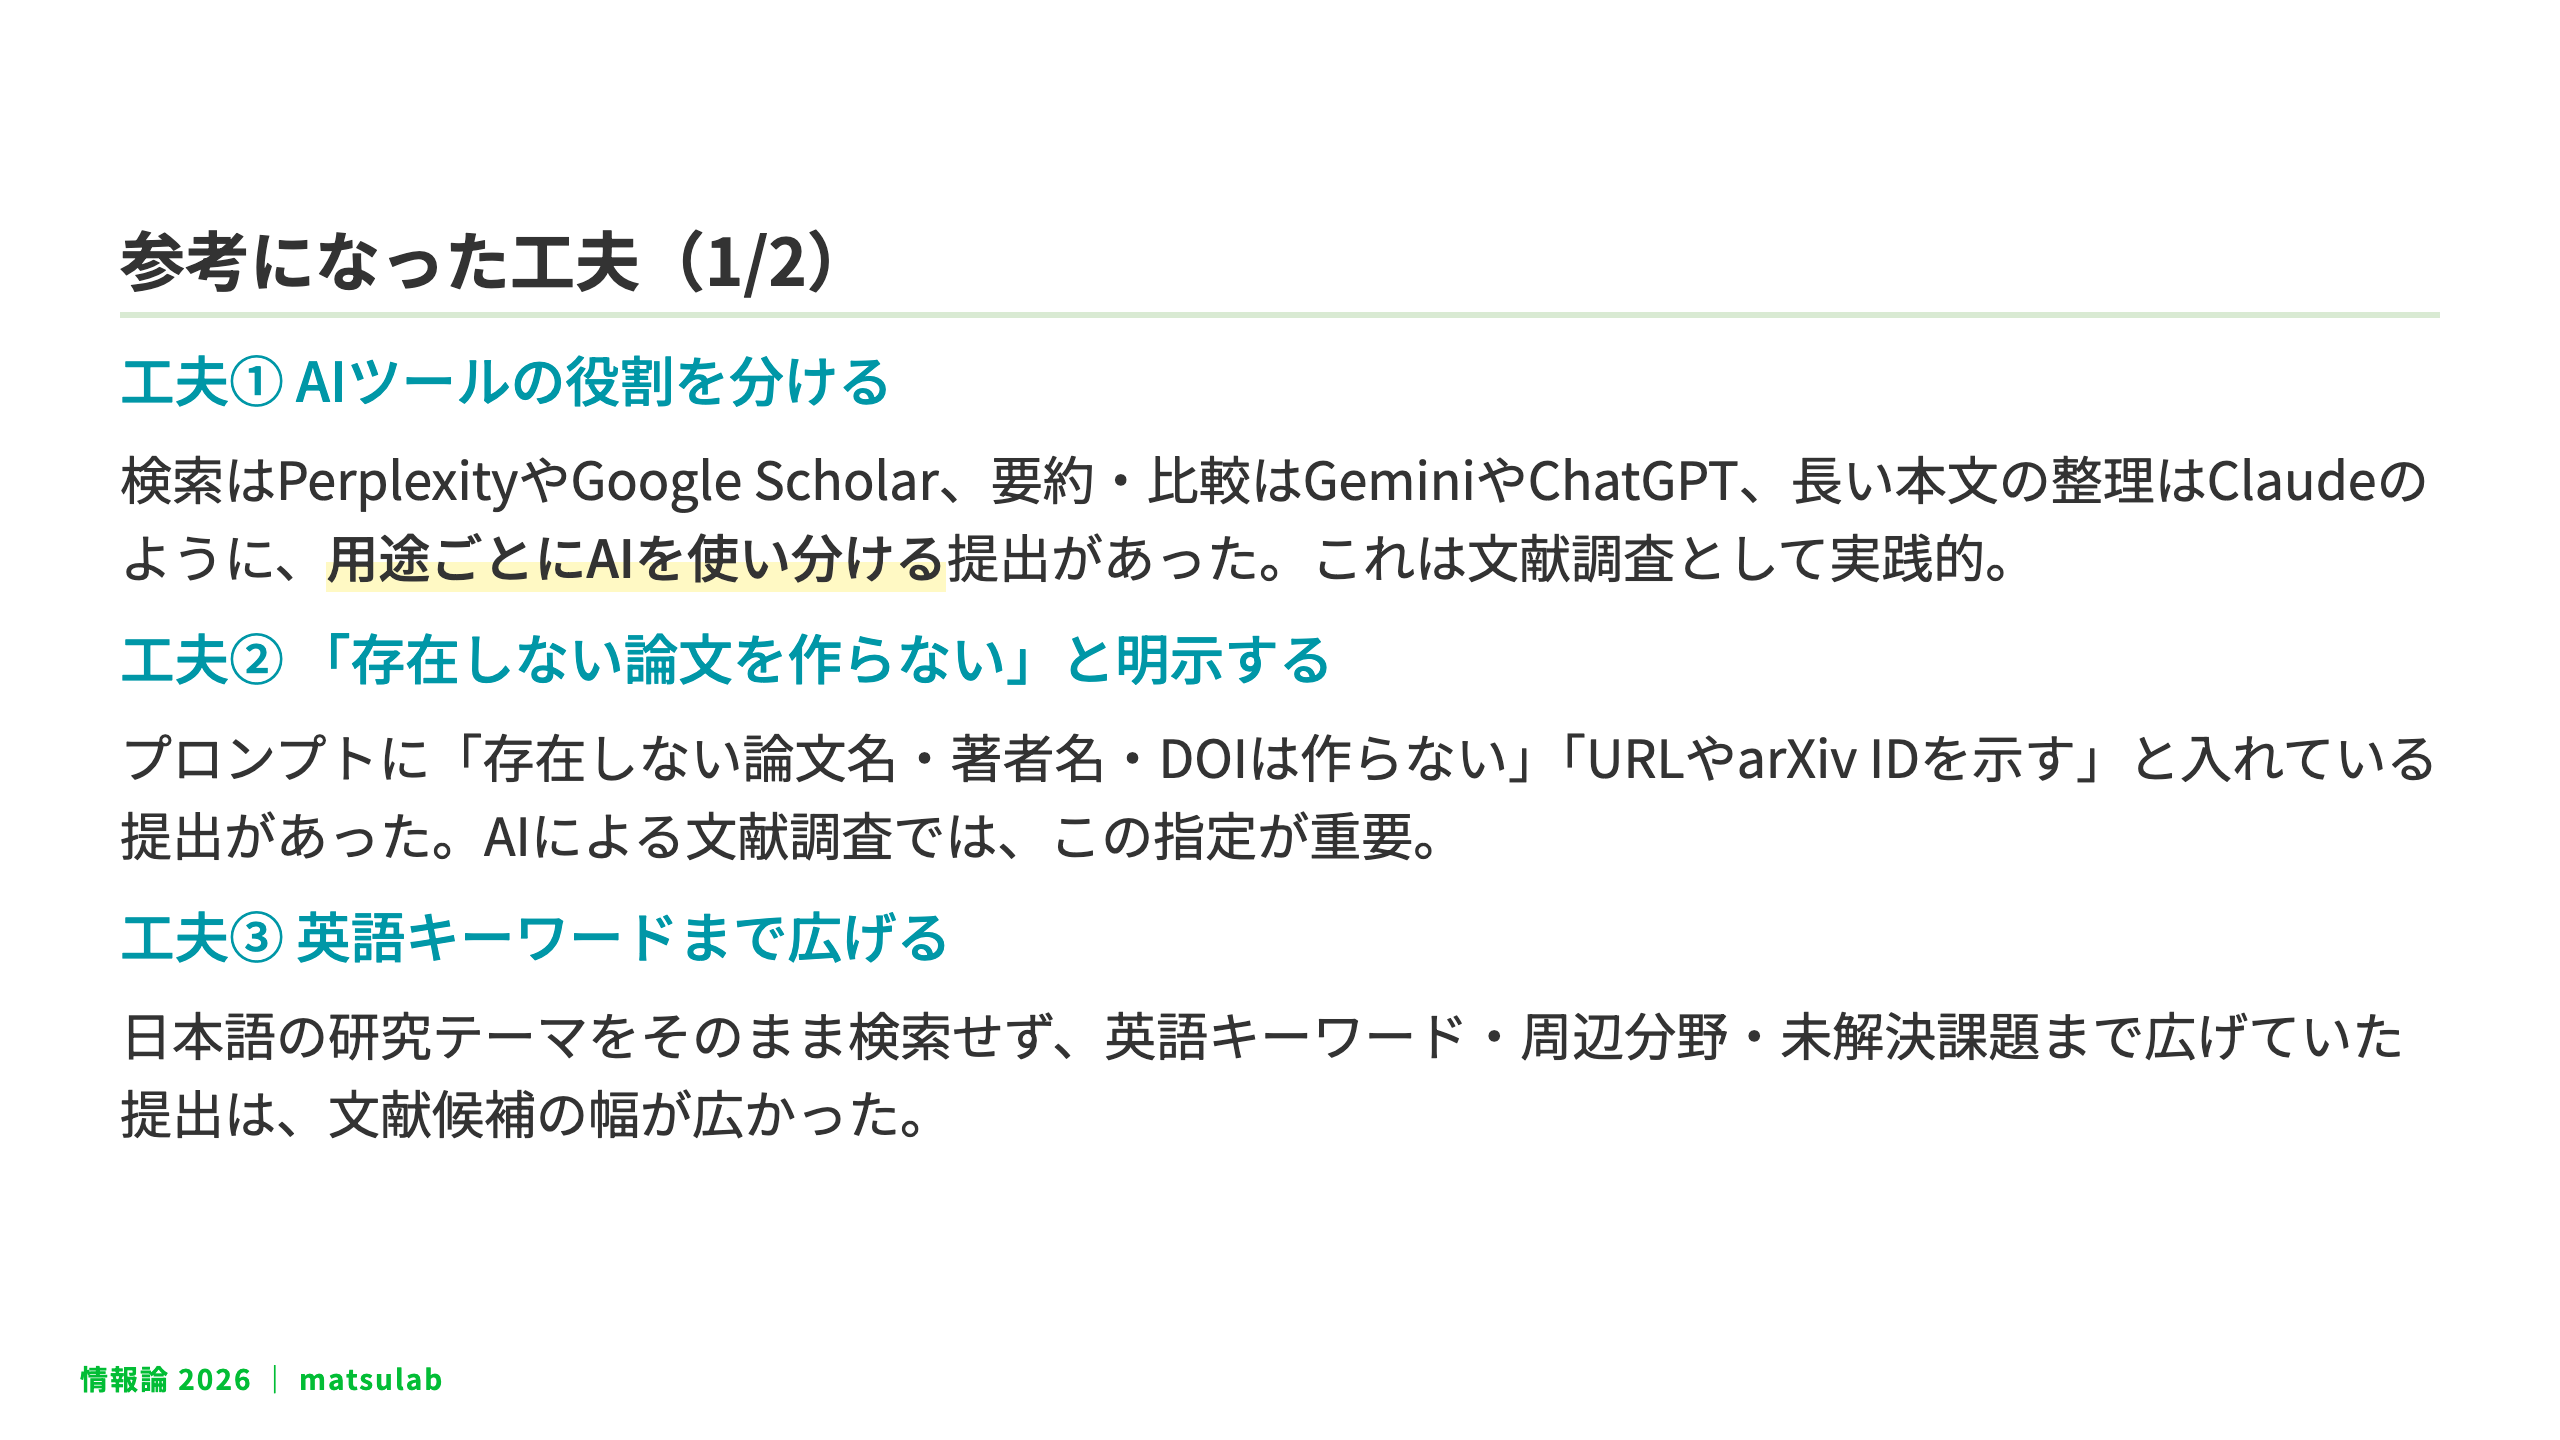 参考になった工夫（1/2）
工夫① AIツールの役割を分ける
検索はPerplexityやGoogle Scholar、要約・比較はGeminiやChatGPT、長い本文の整理はClaudeの
ように、用途ごとにAIを使い分ける提出があった。これは文献調査として実践的。
工夫② 「存在しない論文を作らない」と明示する
プロンプトに「存在しない論文名・著者名・DOIは作らない」「URLやarXiv IDを示す」と入れている
提出があった。AIによる文献調査では、この指定が重要。
工夫③ 英語キーワードまで広げる
日本語の研究テーマをそのまま検索せず、英語キーワード・周辺分野・未解決課題まで広げていた
提出は、文献候補の幅が広かった。
情報論 2026 ｜ matsulab